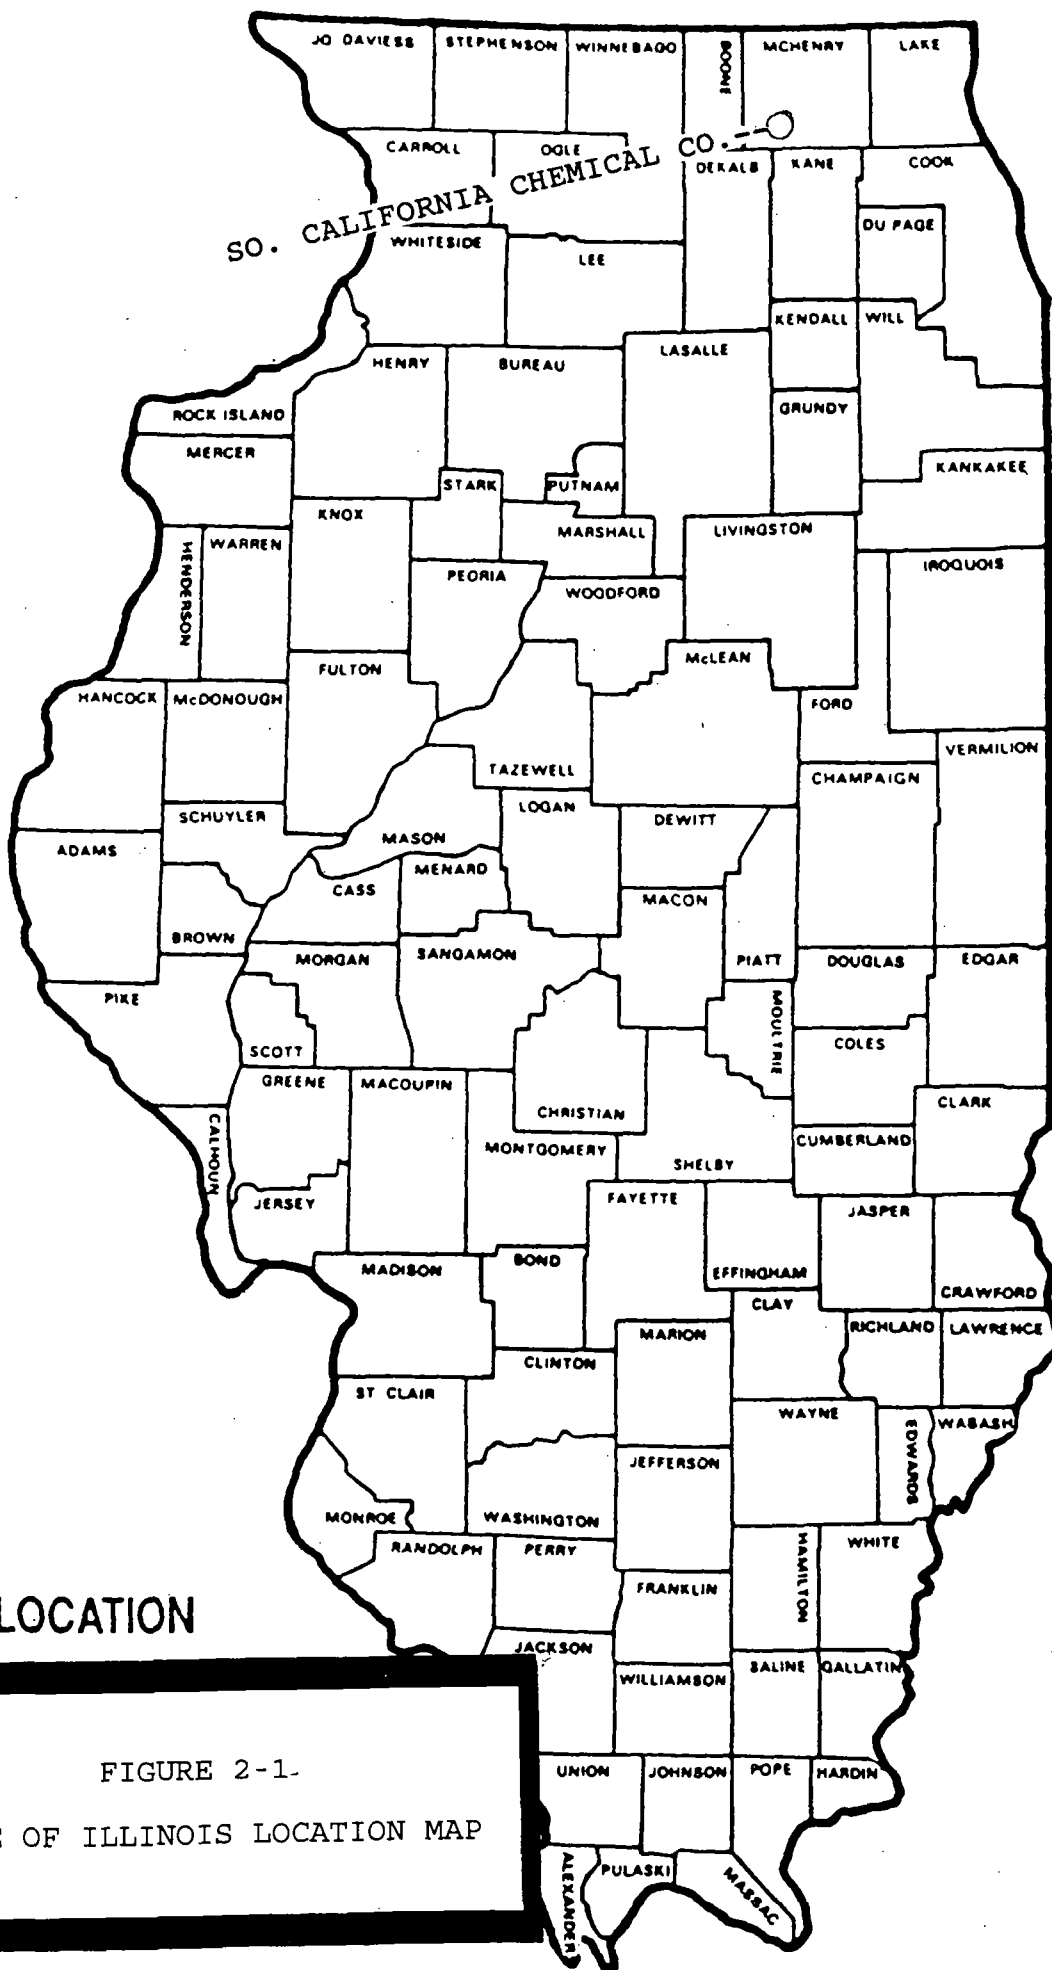 JO DAVIESS
STEPHENSON
WINNEBAGO
BOONE
MCHENRY
LAKE
CARROLL
OGLE
DEKALB
KANE
COOK
SO. CALIFORNIA CHEMICAL CO.
DU PAGE
WHITESIDE
LEE
KENDALL
WILL
HENRY
BUREAU
LASALLE
ROCK ISLAND
GRUNDY
MERCER
KANKAKEE
STARK
PUTNAM
KNOX
MARSHALL
LIVINGSTON
HENDERSON
WARREN
PEORIA
WOODFORD
IROQUOIS
FULTON
McLEAN
HANCOCK
McDONOUGH
FORD
VERMILION
TAZEWELL
CHAMPAIGN
SCHUYLER
LOGAN
DEWITT
ADAMS
MASON
CASS
MENARD
MACON
BROWN
MORGAN
SANGAMON
PIATT
DOUGLAS
EDGAR
PIKE
MOULTRIE
SCOTT
COLES
GREENE
MACOUPIN
CHRISTIAN
CLARK
CALHOUN
MONTGOMERY
CUMBERLAND
SHELBY
JERSEY
FAYETTE
JASPER
MADISON
BOND
EFFINGHAM
CRAWFORD
CLAY
MARION
RICHLAND
LAWRENCE
CLINTON
ST CLAIR
WAYNE
EDWARDS
WABASH
JEFFERSON
MONROE
WASHINGTON
RANDOLPH
PERRY
HAMILTON
WHITE
FRANKLIN
LOCATION
JACKSON
WILLIAMSON
SALINE
GALLATIN
UNION
JOHNSON
POPE
HARDIN
FIGURE 2-1
OF ILLINOIS LOCATION MAP
ALEXANDER
PULASKI
MASSAC